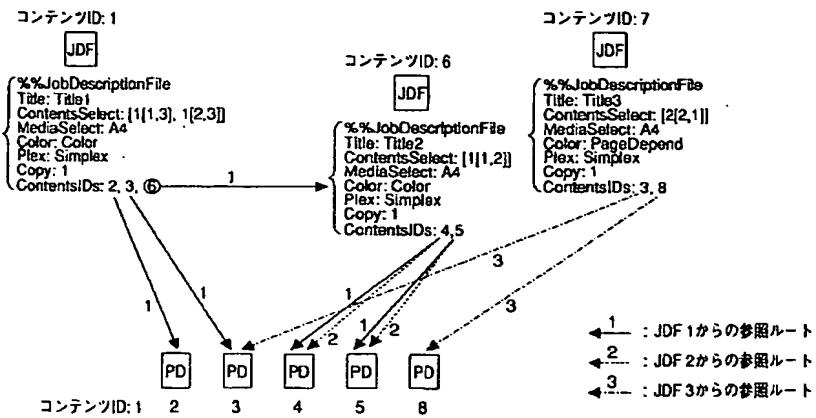 コンテンツID: 1
JDF
%%JobDescriptionFile
Title: Title1
ContentsSelect: [1[1,3], 1[2,3]]
MediaSelect: A4
Color: Color
Plex: Simplex
Copy: 1
ContentsIDs: 2, 3, ⑥
コンテンツID: 6
JDF
%%JobDescriptionFile
Title: Title2
ContentsSelect: [1[1,2]]
MediaSelect: A4
Color: Color
Plex: Simplex
Copy: 1
ContentsIDs: 4,5
コンテンツID: 7
JDF
%%JobDescriptionFile
Title: Title3
ContentsSelect: [2[2,1]]
MediaSelect: A4
Color: PageDepend
Plex: Simplex
Copy: 1
ContentsIDs: 3, 8
1
1
1
1
2
1
2
3
3
PD
PD
PD
PD
PD
コンテンツID: 1 2 3 4 5 8
1 : JDF 1からの参照ルート
2 : JDF 2からの参照ルート
3 : JDF 3からの参照ルート